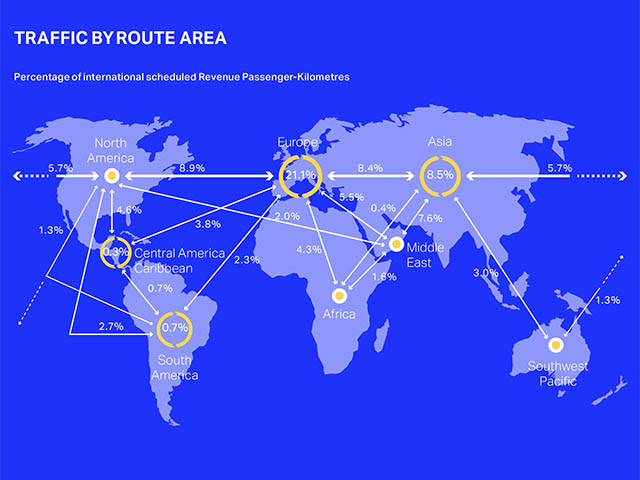 TRAFFIC BY ROUTE AREA
Percentage of international scheduled Revenue Passenger-Kilometres
North
America
Europe
Asia
5.7%
8.9%
21.1%
8.4%
8.5%
5.7%
4.6%
5.5%
0.4%
7.6%
1.3%
3.8%
2.0%
0.3%
Central America
Caribbean
2.3%
4.3%
Middle
East
1.6%
3.0%
0.7%
1.3%
Africa
2.7%
0.7%
South
America
Southwest
Pacific